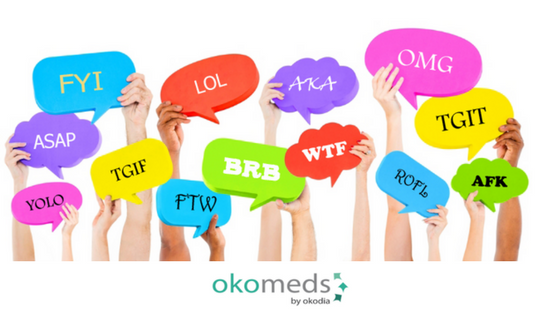 FYI
LOL
AKA
OMG
ASAP
TGIF
BRB
WTF
TGIT
YOLO
FTW
ROFL
AFK
okomeds
by okodia